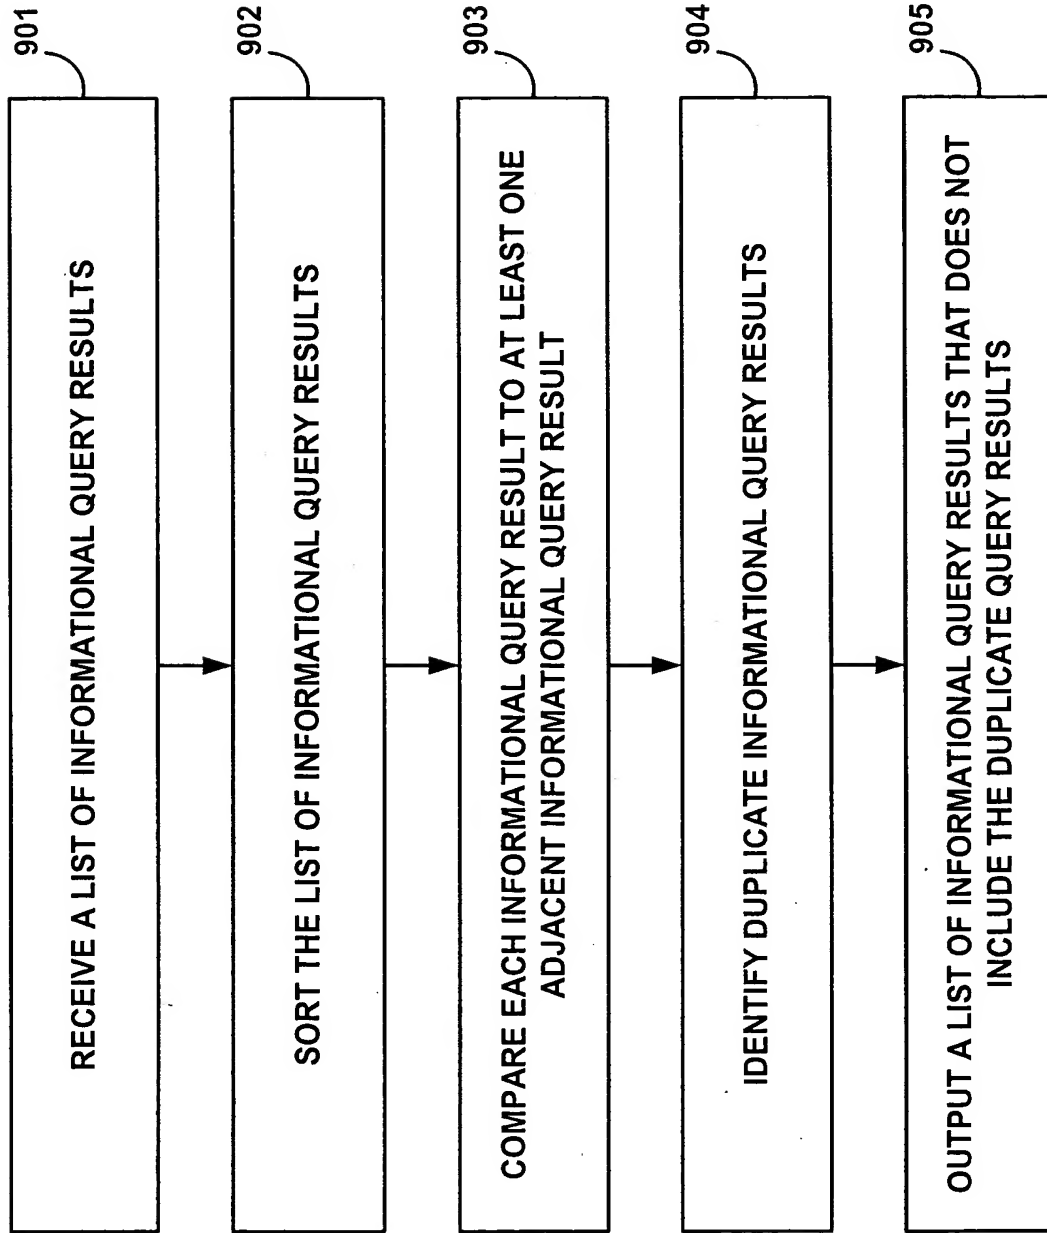 901
RECEIVE A LIST OF INFORMATIONAL QUERY RESULTS
902
SORT THE LIST OF INFORMATIONAL QUERY RESULTS
903
COMPARE EACH INFORMATIONAL QUERY RESULT TO AT LEAST ONE
ADJACENT INFORMATIONAL QUERY RESULT
904
IDENTIFY DUPLICATE INFORMATIONAL QUERY RESULTS
905
OUTPUT A LIST OF INFORMATIONAL QUERY RESULTS THAT DOES NOT
INCLUDE THE DUPLICATE QUERY RESULTS